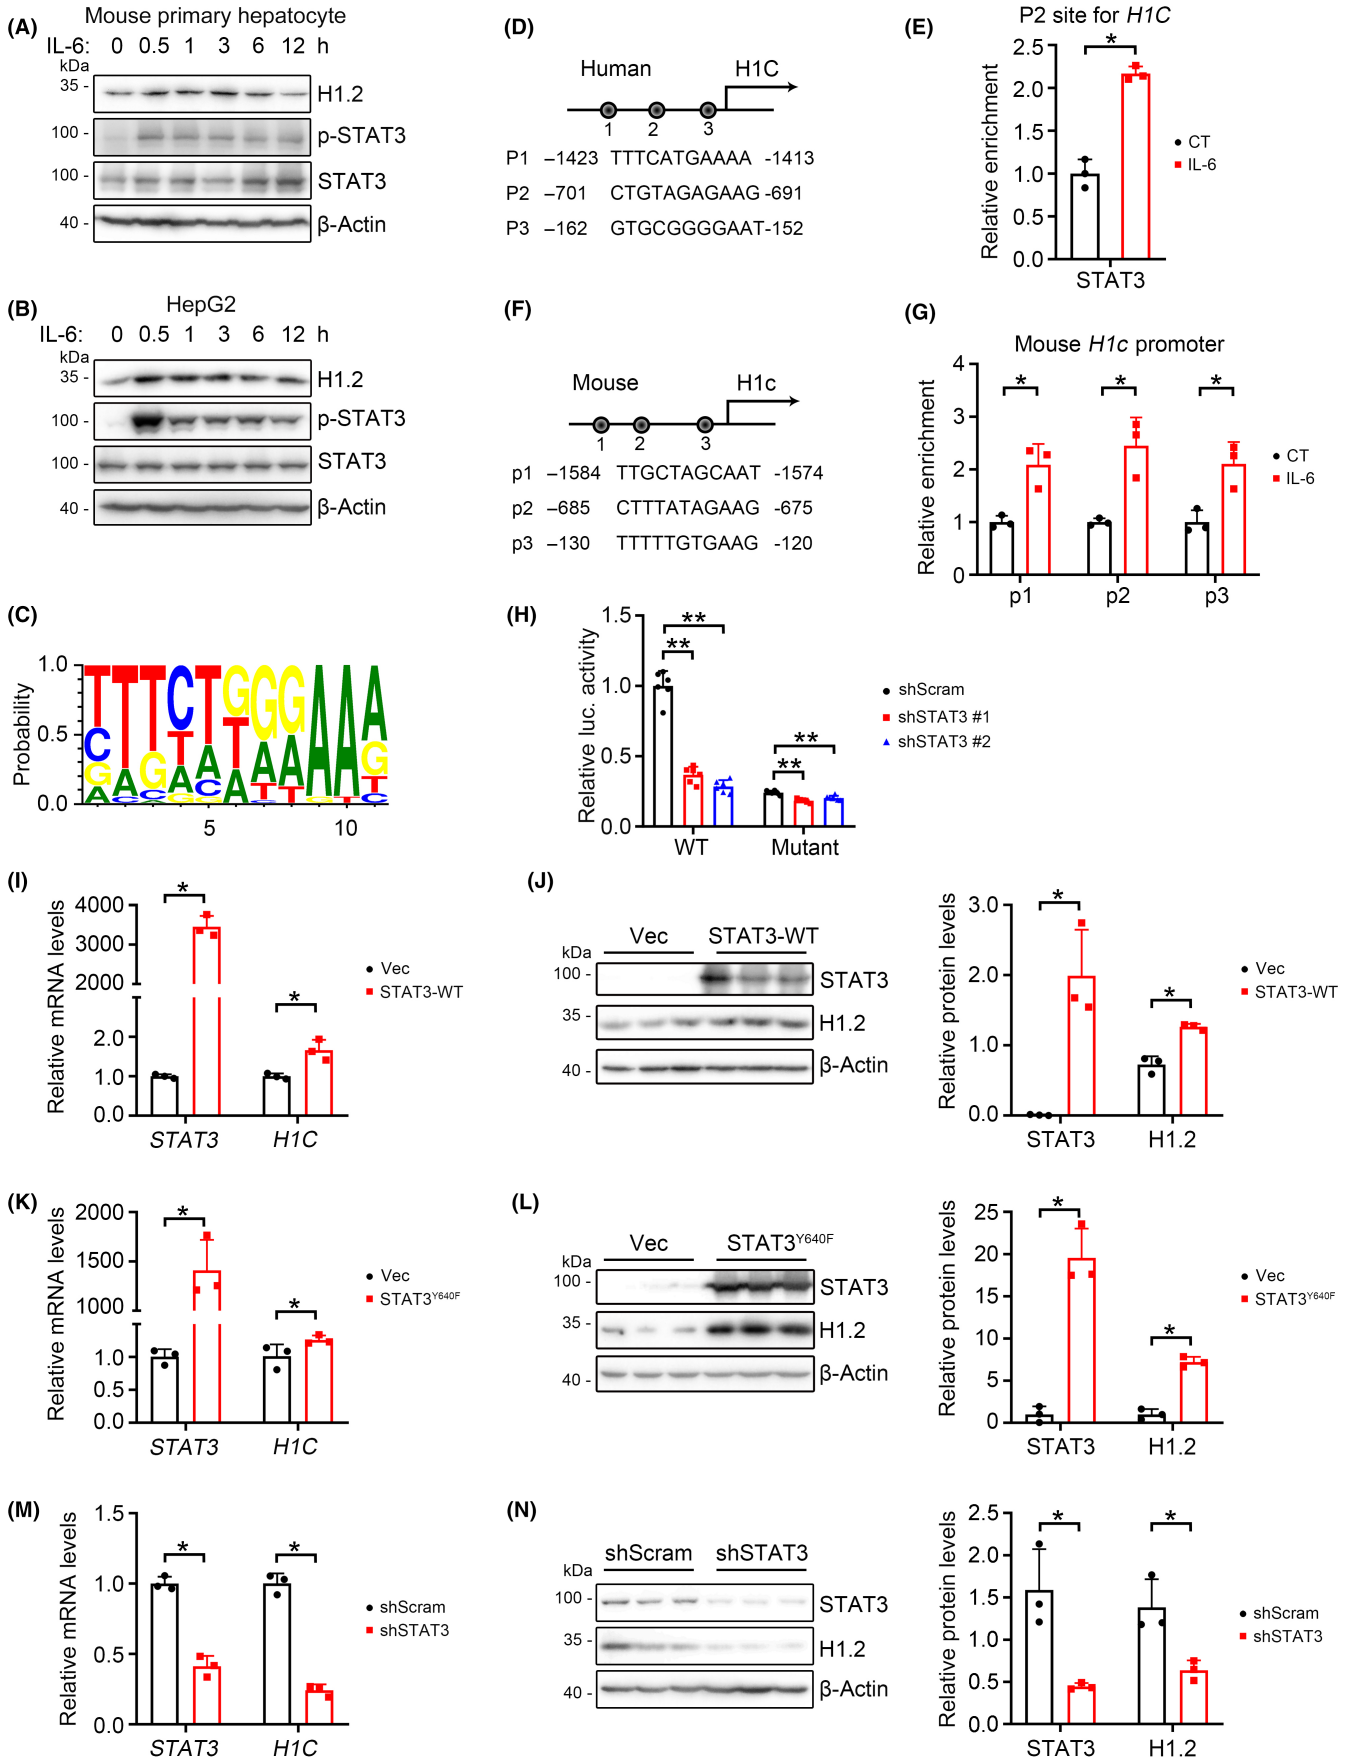 (A)
Mouse primary hepatocyte
IL-6: 0 0.5 1 3 6 12 h
kDa
35 - H1.2
100 - p-STAT3
100 - STAT3
40 - β-Actin
(B)
HepG2
IL-6: 0 0.5 1 3 6 12 h
kDa
35 - H1.2
100 - p-STAT3
100 - STAT3
40 - β-Actin
(C)
Probability
1.0
0.5
0.0
5 10
(D)
Human H1C
1 2 3
P1 –1423 TTTCATGAAAA -1413
P2 –701 CTGTAGAGAAG -691
P3 –162 GTGCGGGGAAT-152
(E)
P2 site for H1C
Relative enrichment
2.5
2.0
1.5
1.0
0.5
0.0
*
STAT3
CT
IL-6
(F)
Mouse H1c
1 2 3
p1 –1584 TTGCTAGCAAT -1574
p2 –685 CTTTATAGAAG -675
p3 –130 TTTTTGTGAAG -120
(G)
Mouse H1c promoter
Relative enrichment
4
3
2
1
0
* * *
p1 p2 p3
CT
IL-6
(H)
Relative luc. activity
1.5
1.0
0.5
0.0
**
**
**
**
WT Mutant
shScram
shSTAT3 #1
shSTAT3 #2
(I)
Relative mRNA levels
4000
3000
2000
2.0
1.0
0.0
* *
STAT3 H1C
Vec
STAT3-WT
(J)
Vec STAT3-WT
kDa
100 - STAT3
35 - H1.2
40 - β-Actin
Relative protein levels
3.0
2.0
1.0
0.0
* *
STAT3 H1.2
Vec
STAT3-WT
(K)
Relative mRNA levels
2000
1500
1000
1.0
0.5
0.0
* *
STAT3 H1C
Vec
STAT3Y640F
(L)
Vec STAT3Y640F
kDa
100 - STAT3
35 - H1.2
40 - β-Actin
Relative protein levels
25
20
15
10
5
0
* *
STAT3 H1.2
Vec
STAT3Y640F
(M)
Relative mRNA levels
1.5
1.0
0.5
0.0
* *
STAT3 H1C
shScram
shSTAT3
(N)
shScram shSTAT3
kDa
100 - STAT3
35 - H1.2
40 - β-Actin
Relative protein levels
2.5
2.0
1.5
1.0
0.5
0.0
* *
STAT3 H1.2
shScram
shSTAT3